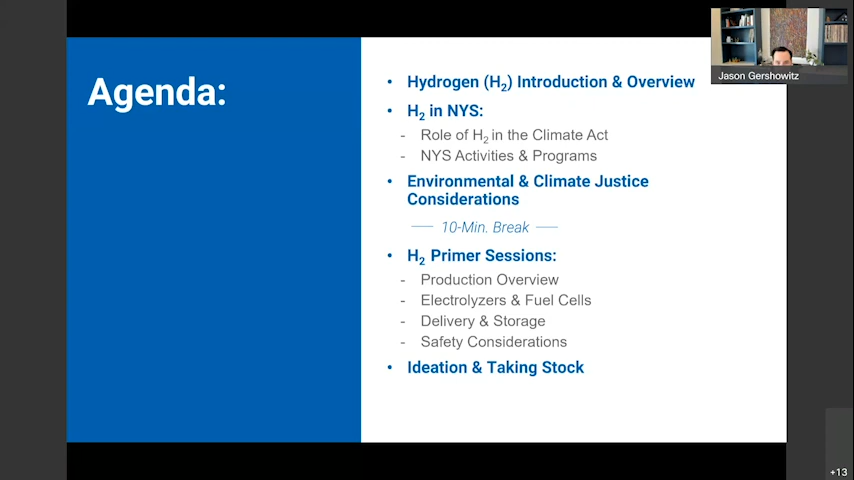 Agenda:
• Hydrogen (H₂) Introduction & Overview
• H₂ in NYS:
- Role of H₂ in the Climate Act
- NYS Activities & Programs
• Environmental & Climate Justice
Considerations
10-Min. Break
• H₂ Primer Sessions:
- Production Overview
- Electrolyzers & Fuel Cells
- Delivery & Storage
- Safety Considerations
• Ideation & Taking Stock
Jason Gershowitz
+13